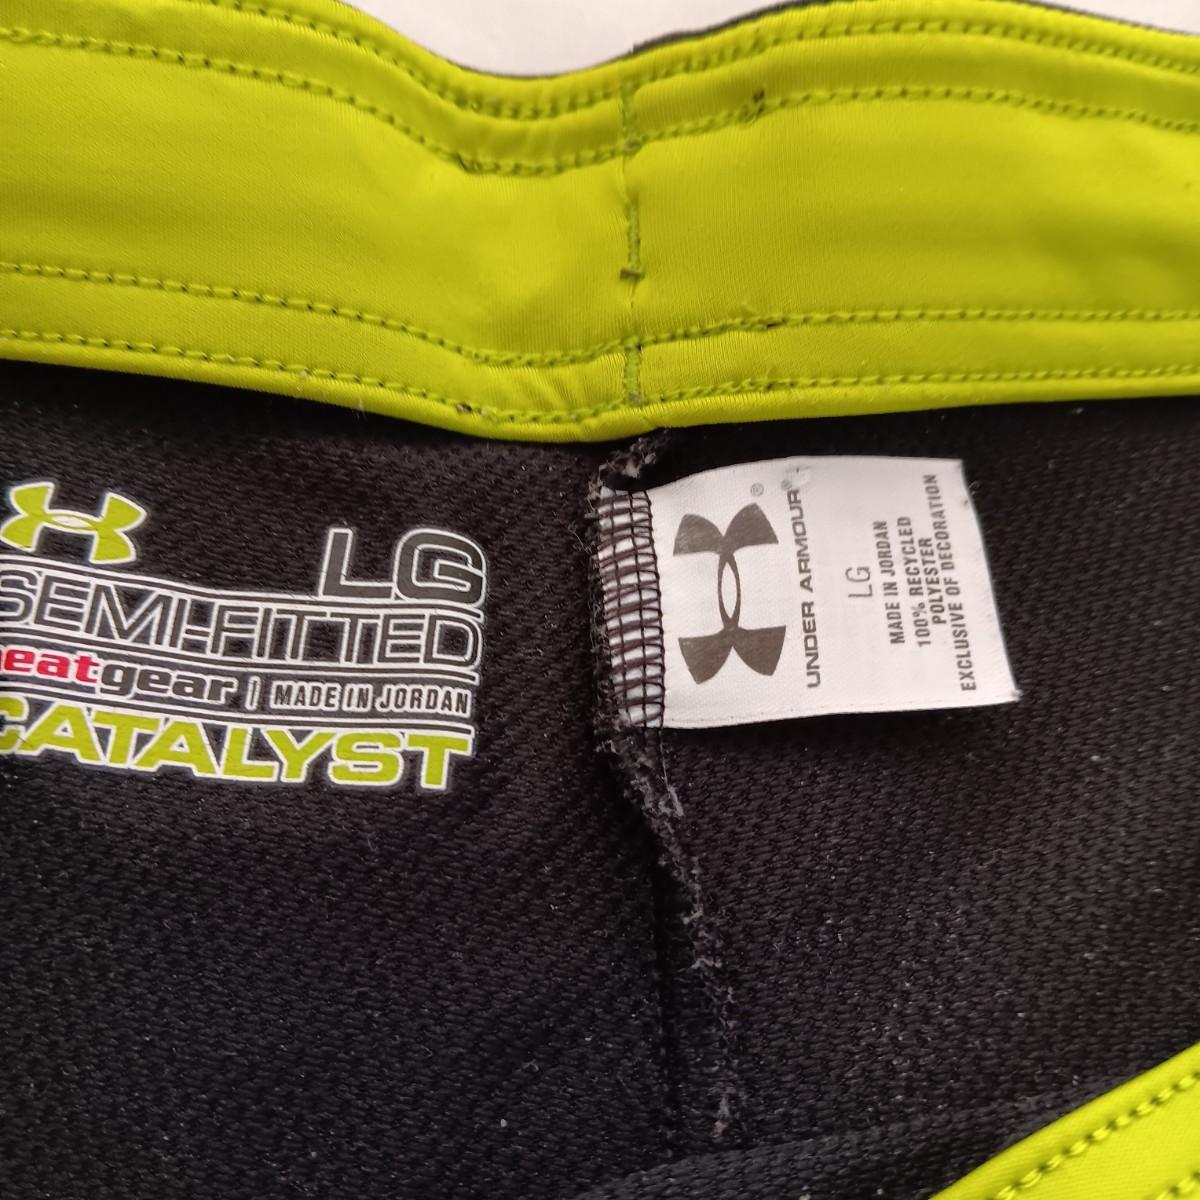 LG
SEMI-FITTED
heatgear | MADE IN JORDAN
CATALYST
UNDER ARMOUR®
LG
MADE IN JORDAN
100% RECYCLED
POLYESTER
EXCLUSIVE OF DECORATION